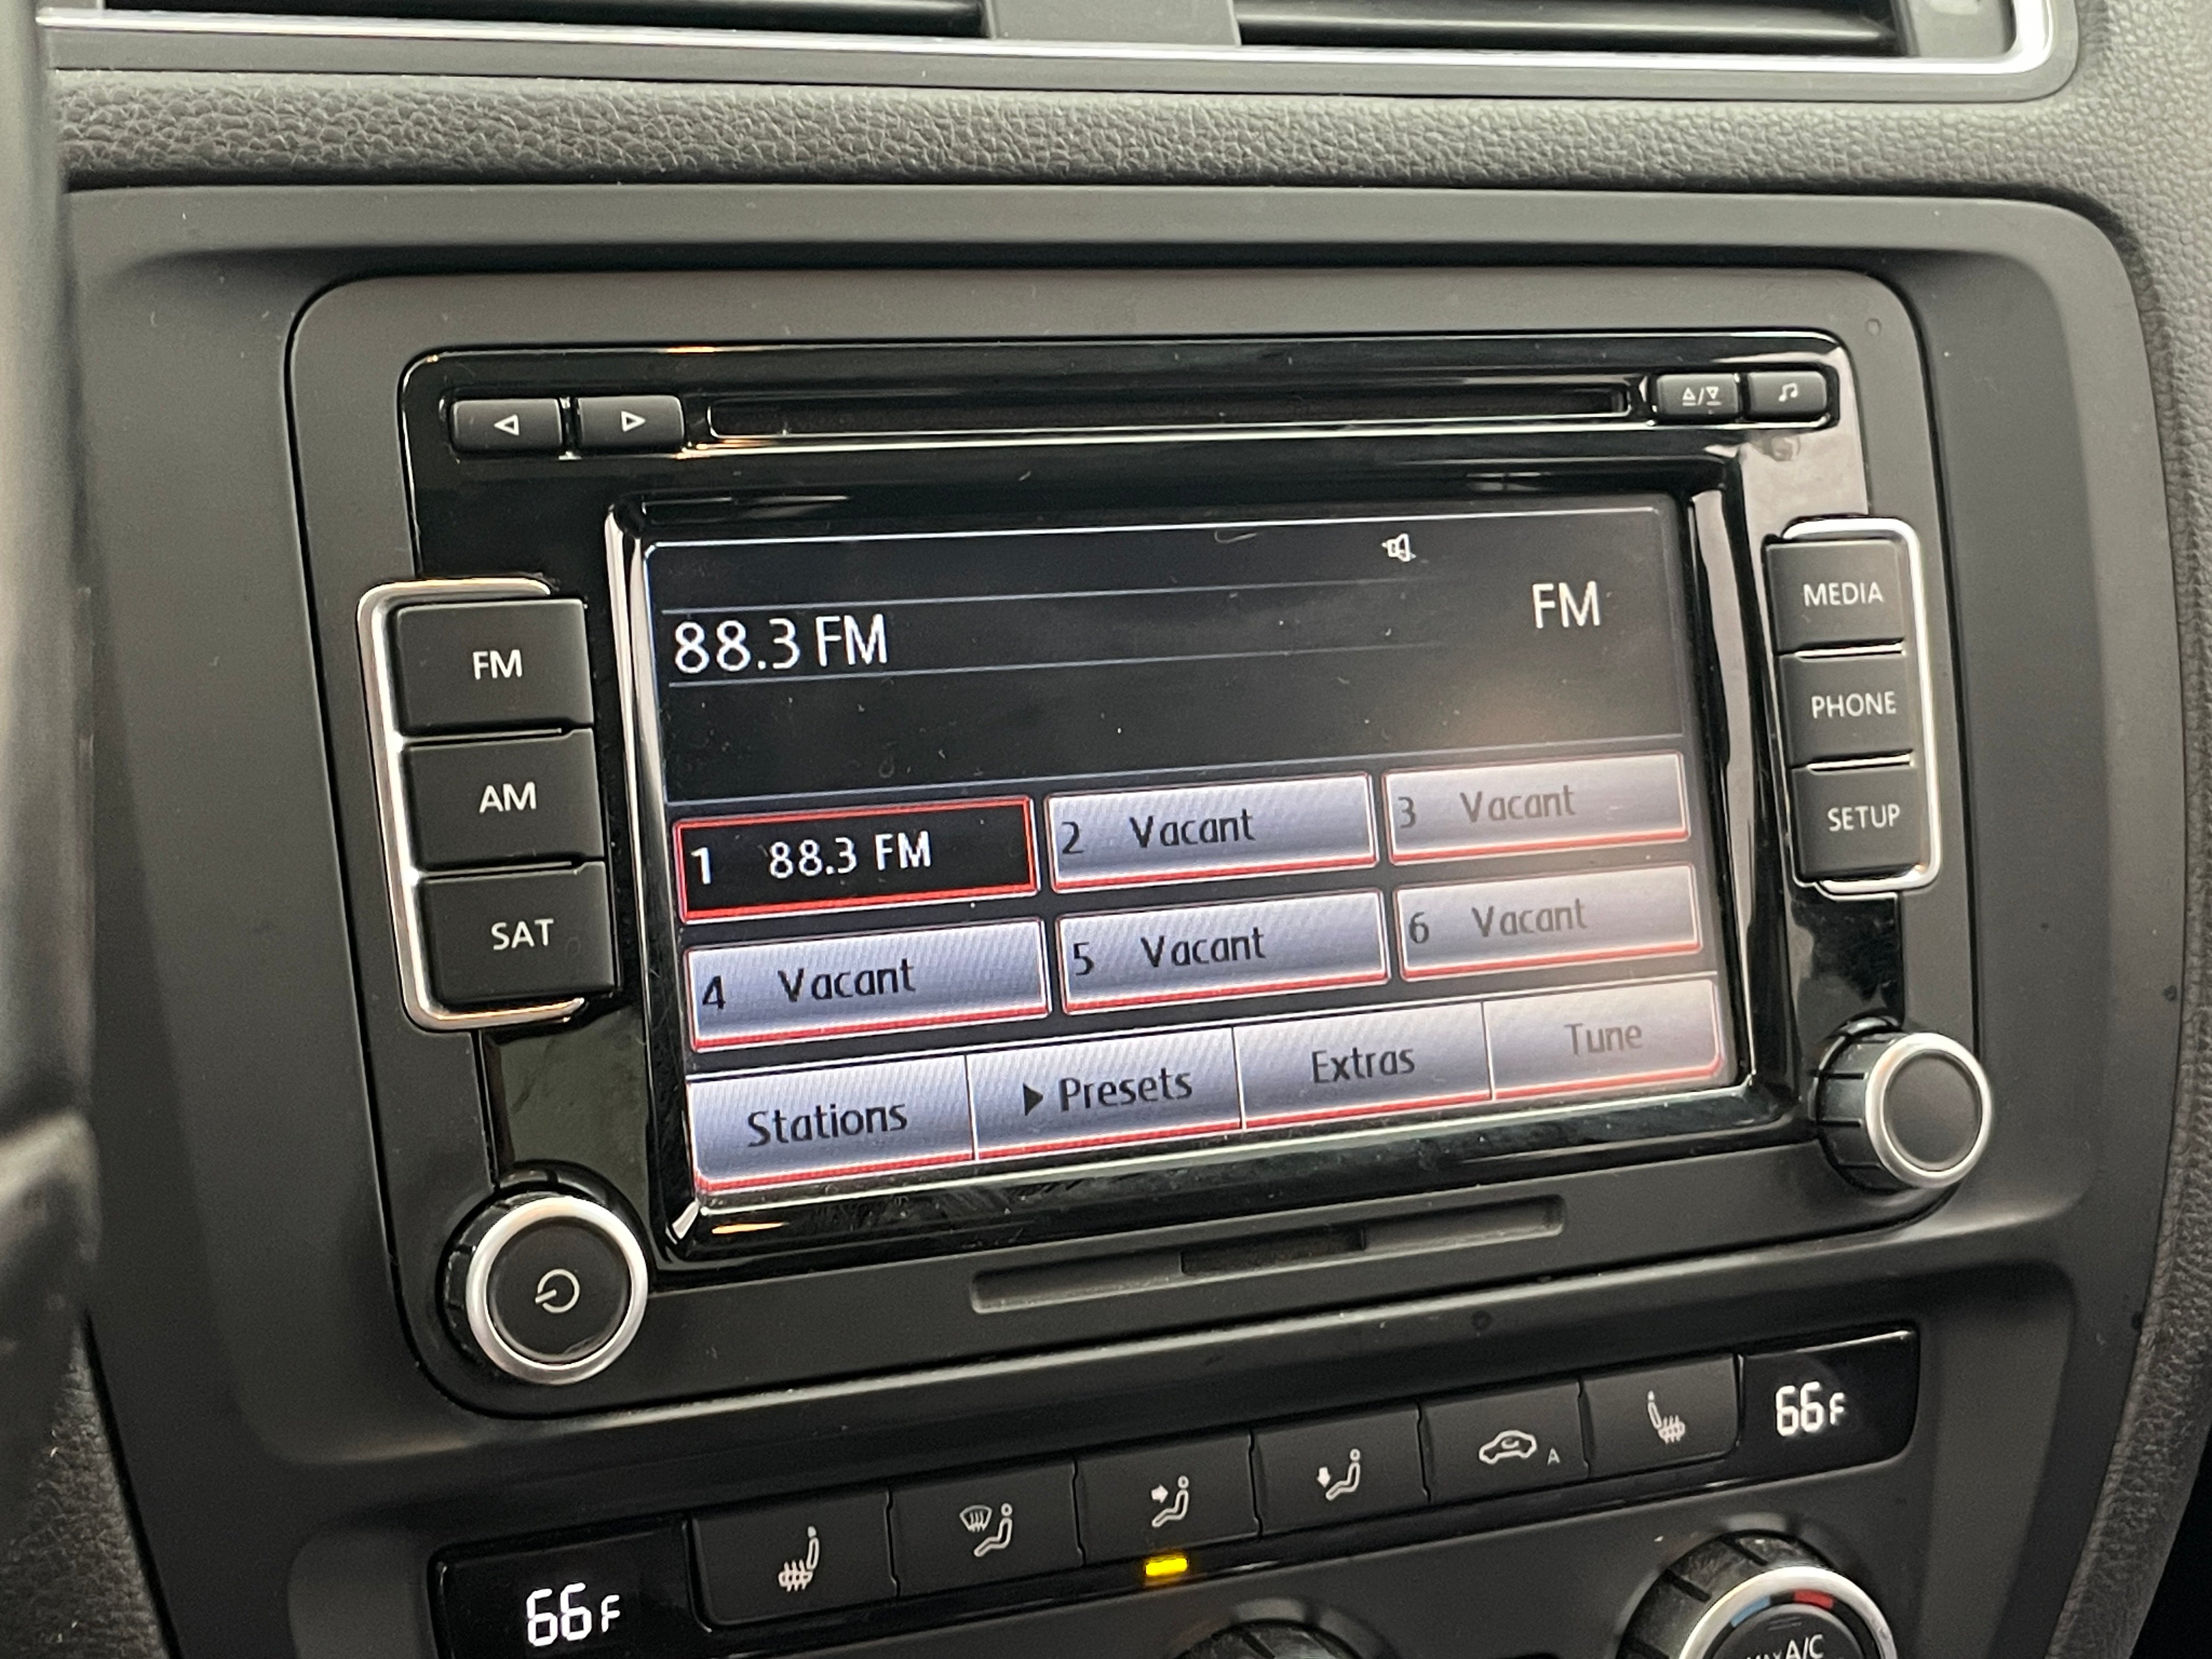 88.3 FM
FM
FM
AM
SAT
MEDIA
PHONE
SETUP
1 88.3 FM
2 Vacant
3 Vacant
4 Vacant
5 Vacant
6 Vacant
Stations
Presets
Extras
Tune
66F
A
66F
A/C